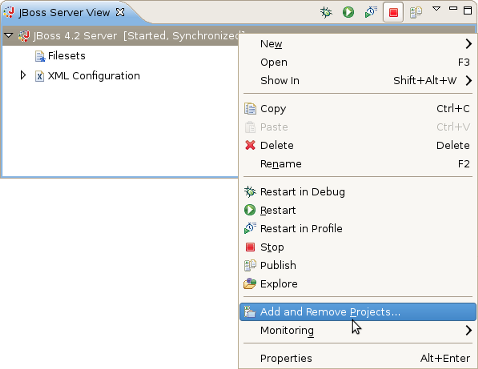 JBoss Server View
JBoss 4.2 Server [Started, Synchronized]
Filesets
XML Configuration
New
Open F3
Show In Shift+Alt+W
Copy Ctrl+C
Paste Ctrl+V
Delete Delete
Rename F2
Restart in Debug
Restart
Restart in Profile
Stop
Publish
Explore
Add and Remove Projects...
Monitoring
Properties Alt+Enter